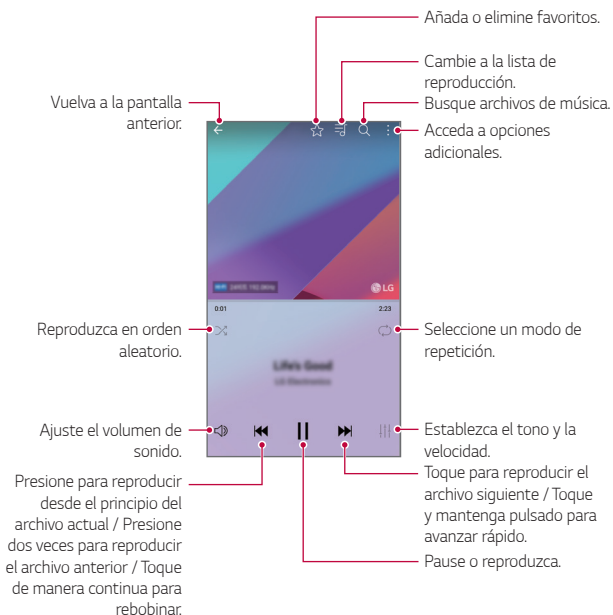 Añada o elimine favoritos.
Cambie a la lista de
reproducción.
Busque archivos de música.
Acceda a opciones
adicionales.
Vuelva a la pantalla
anterior.
LG
0:01
2:23
Reproduzca en orden
aleatorio.
Seleccione un modo de
repetición.
Life's Good
LG Electronics
Ajuste el volumen de
sonido.
Establezca el tono y la
velocidad.
Presione para reproducir
desde el principio del
archivo actual / Presione
dos veces para reproducir
el archivo anterior / Toque
de manera continua para
rebobinar.
Toque para reproducir el
archivo siguiente / Toque
y mantenga pulsado para
avanzar rápido.
Pause o reproduzca.